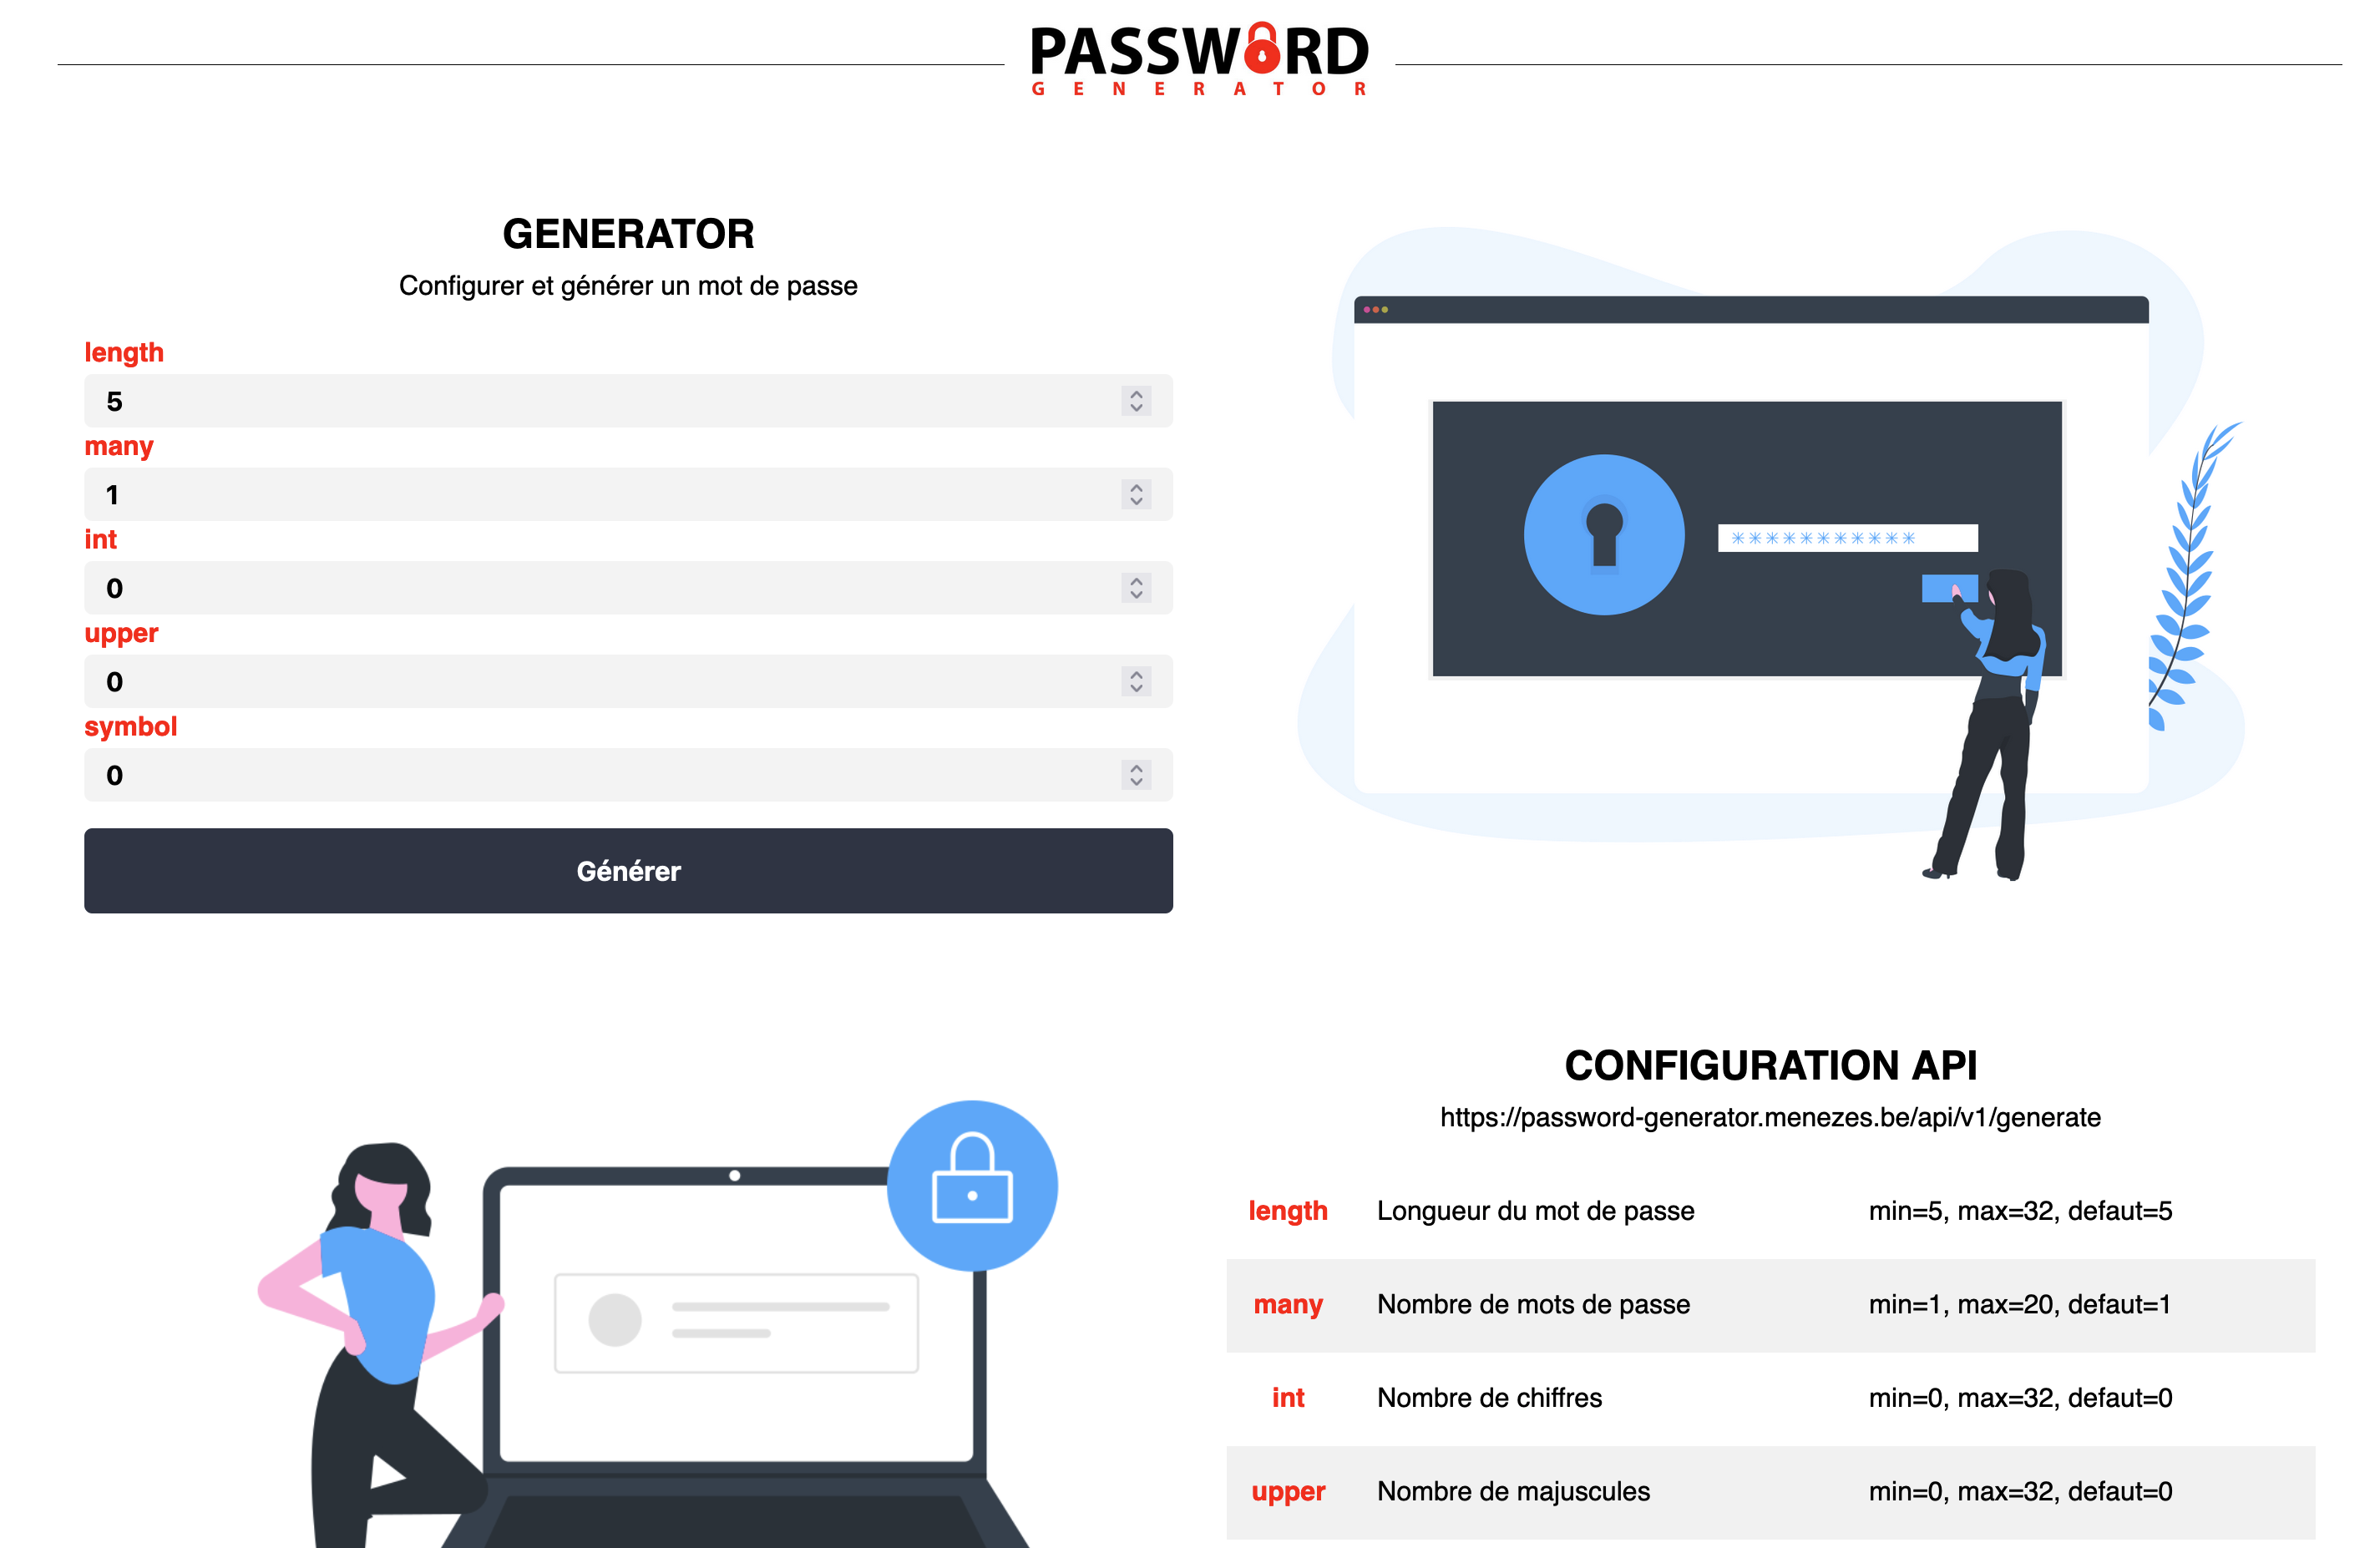 PASSWORD
GENERATOR
GENERATOR
Configurer et générer un mot de passe
length
5
many
1
int
0
upper
0
symbol
0
Générer
***********
CONFIGURATION API
https://password-generator.menezes.be/api/v1/generate
length Longueur du mot de passe min=5, max=32, defaut=5
many Nombre de mots de passe min=1, max=20, defaut=1
int Nombre de chiffres min=0, max=32, defaut=0
upper Nombre de majuscules min=0, max=32, defaut=0